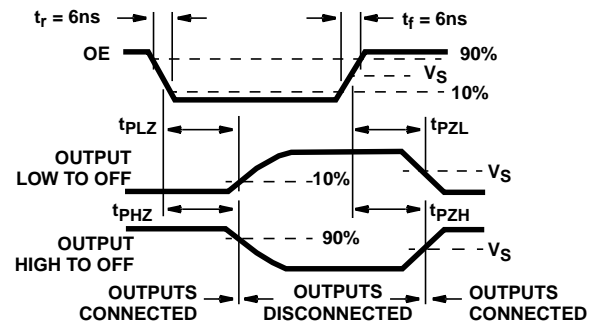 tr = 6ns
tf = 6ns
OE
90%
VS
10%
tPLZ
tPZL
OUTPUT
LOW TO OFF
10%
VS
tPHZ
tPZH
OUTPUT
HIGH TO OFF
90%
VS
OUTPUTS
CONNECTED
OUTPUTS
DISCONNECTED
OUTPUTS
CONNECTED